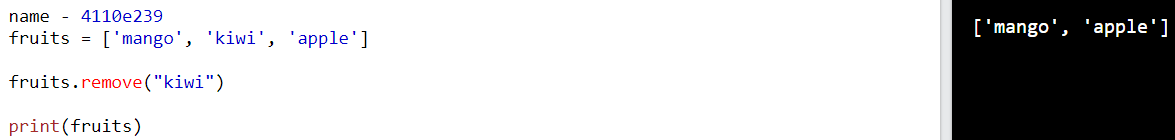 name - 4110e239
fruits = ['mango', 'kiwi', 'apple']
fruits.remove("kiwi")
print(fruits)
['mango', 'apple']